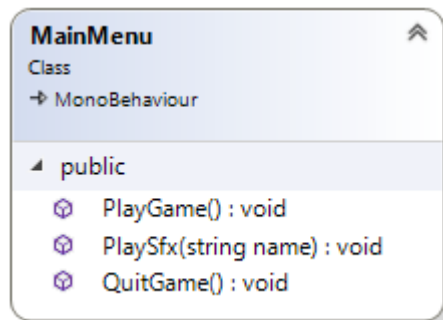 MainMenu
Class
MonoBehaviour
public
PlayGame() : void
PlaySfx(string name) : void
QuitGame() : void